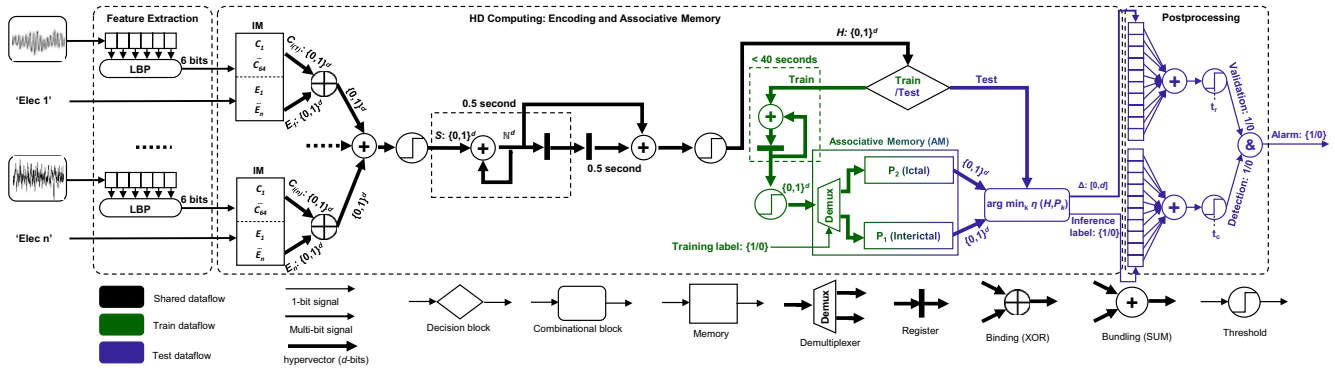 Feature Extraction
HD Computing: Encoding and Associative Memory
Postprocessing
LBP
6 bits
'Elec 1'
IM
C1
C64
E1
En
Ci(t1): {0,1}d
E1: {0,1}d
{0,1}d
LBP
6 bits
'Elec n'
IM
C1
C64
E1
En
Ci(tn): {0,1}d
En: {0,1}d
{0,1}d
0.5 second
S: {0,1}d
ℕd
0.5 second
H: {0,1}d
< 40 seconds
Train
Train
/Test
Test
Associative Memory (AM)
{0,1}d
Demux
P2 (Ictal)
P1 (Interictal)
{0,1}d
{0,1}d
Training label: {1/0}
arg mink η (H,Pk)
Δ: [0,d]
Inference
label: {1/0}
tr
tc
Validation: 1/0
Detection: 1/0
&
Alarm: {1/0}
Shared dataflow
Train dataflow
Test dataflow
1-bit signal
Multi-bit signal
hypervector (d-bits)
Decision block
Combinational block
Memory
Demux
Demultiplexer
Register
Binding (XOR)
Bundling (SUM)
Threshold